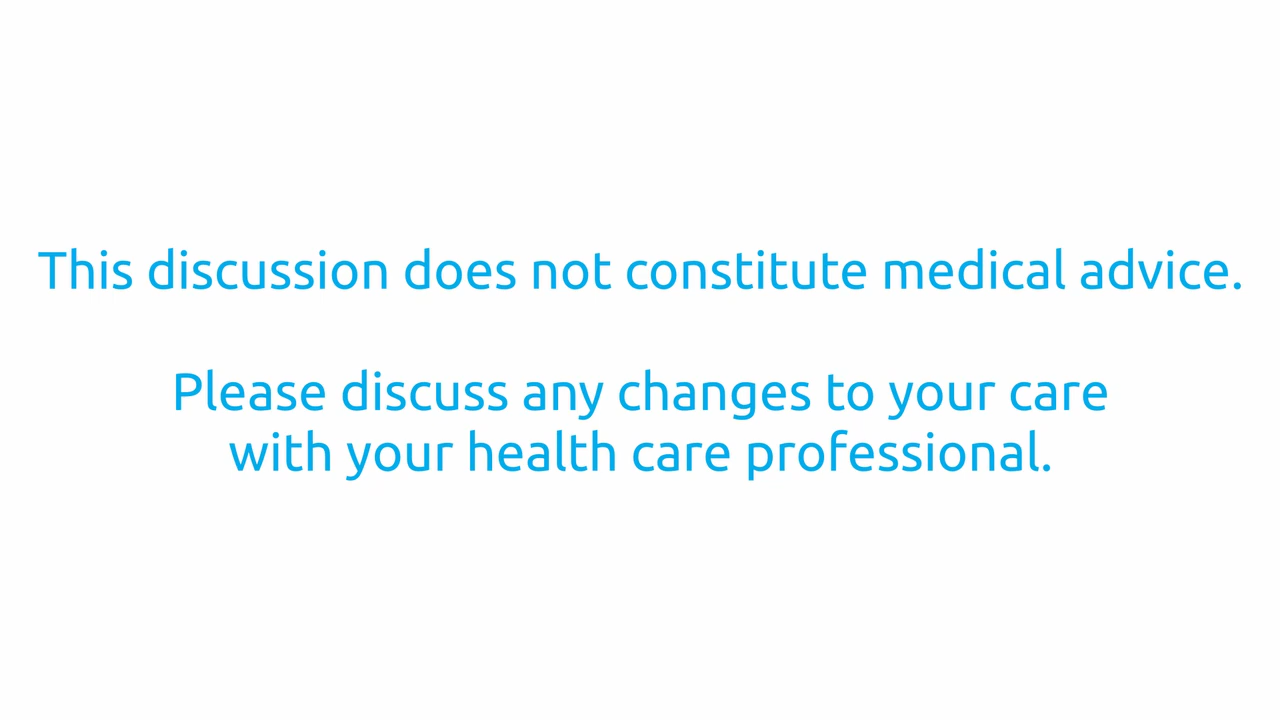 This discussion does not constitute medical advice.
Please discuss any changes to your care
with your health care professional.